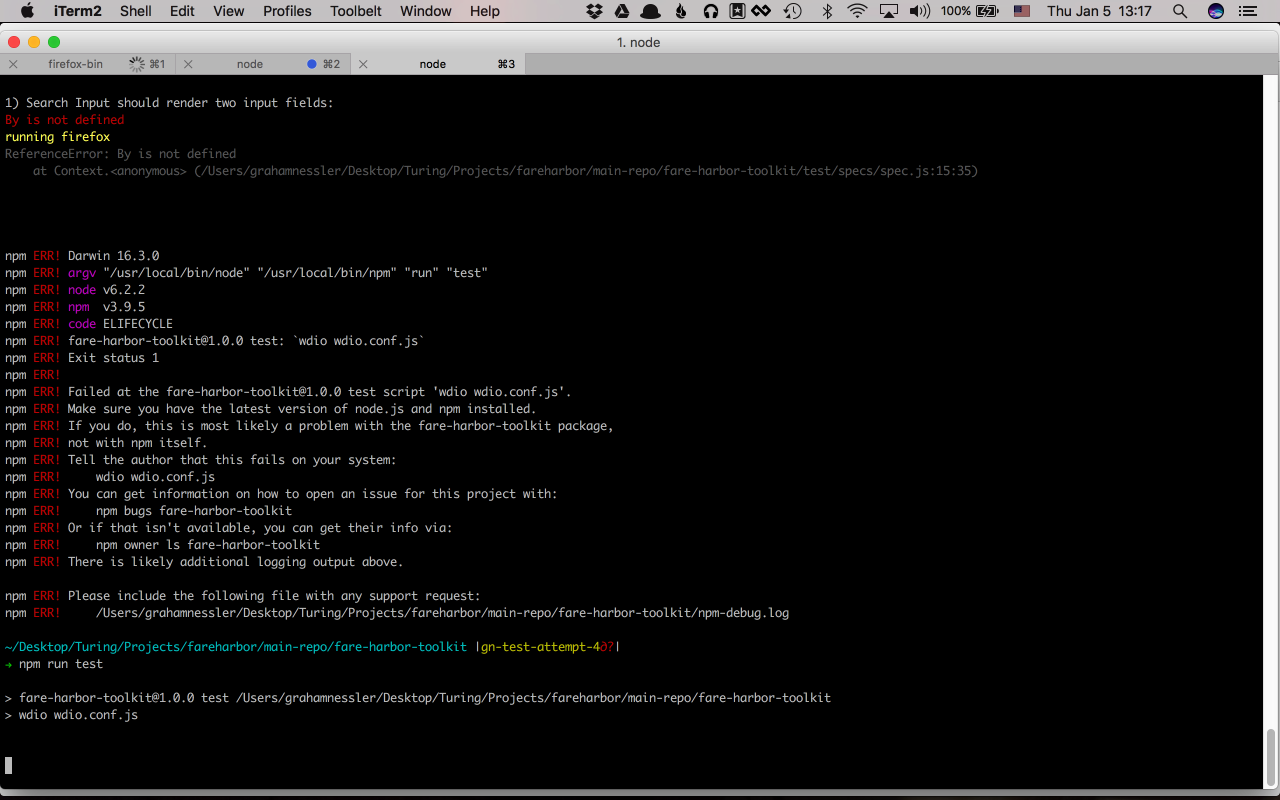 iTerm2 Shell Edit View Profiles Toolbelt Window Help 100% Thu Jan 5 13:17
1. node
firefox-bin ⌘1 node ⌘2 node ⌘3
1) Search Input should render two input fields:
By is not defined
running firefox
ReferenceError: By is not defined
at Context.<anonymous> (/Users/grahamnessler/Desktop/Turing/Projects/fareharbor/main-repo/fare-harbor-toolkit/test/specs/spec.js:15:35)
npm ERR! Darwin 16.3.0
npm ERR! argv "/usr/local/bin/node" "/usr/local/bin/npm" "run" "test"
npm ERR! node v6.2.2
npm ERR! npm  v3.9.5
npm ERR! code ELIFECYCLE
npm ERR! fare-harbor-toolkit@1.0.0 test: `wdio wdio.conf.js`
npm ERR! Exit status 1
npm ERR!
npm ERR! Failed at the fare-harbor-toolkit@1.0.0 test script 'wdio wdio.conf.js'.
npm ERR! Make sure you have the latest version of node.js and npm installed.
npm ERR! If you do, this is most likely a problem with the fare-harbor-toolkit package,
npm ERR! not with npm itself.
npm ERR! Tell the author that this fails on your system:
npm ERR!     wdio wdio.conf.js
npm ERR! You can get information on how to open an issue for this project with:
npm ERR!     npm bugs fare-harbor-toolkit
npm ERR! Or if that isn't available, you can get their info via:
npm ERR!     npm owner ls fare-harbor-toolkit
npm ERR! There is likely additional logging output above.
npm ERR! Please include the following file with any support request:
npm ERR!     /Users/grahamnessler/Desktop/Turing/Projects/fareharbor/main-repo/fare-harbor-toolkit/npm-debug.log
~/Desktop/Turing/Projects/fareharbor/main-repo/fare-harbor-toolkit |gn-test-attempt-4@?|
→ npm run test
> fare-harbor-toolkit@1.0.0 test /Users/grahamnessler/Desktop/Turing/Projects/fareharbor/main-repo/fare-harbor-toolkit
> wdio wdio.conf.js